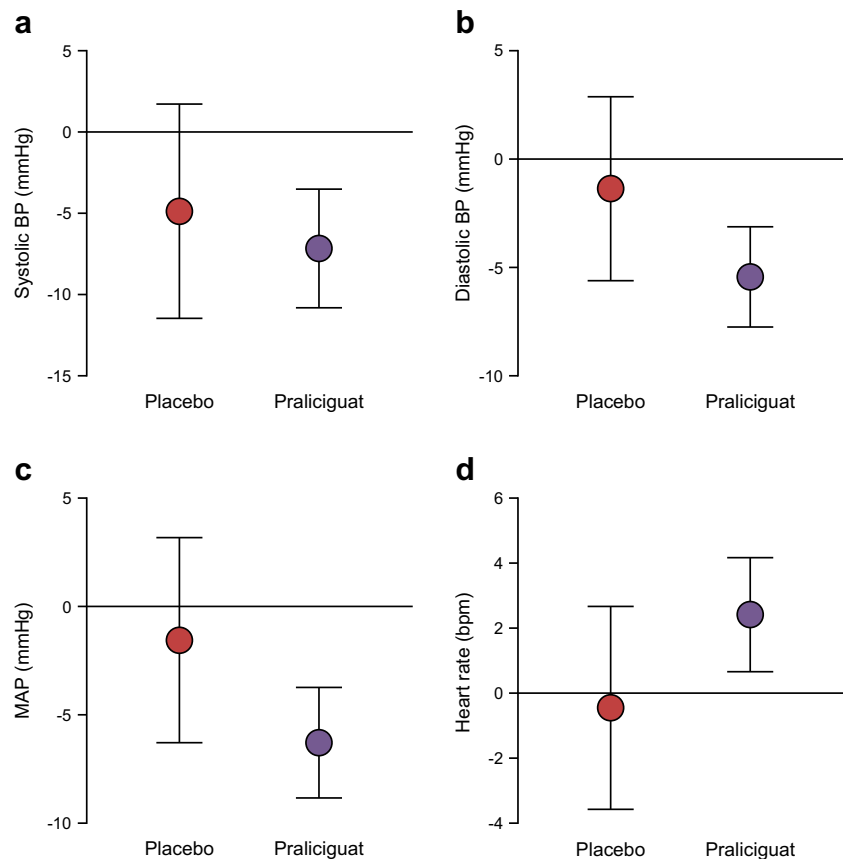 a
Systolic BP (mmHg)
5
0
-5
-10
-15
Placebo
Praliciguat
b
Diastolic BP (mmHg)
5
0
-5
-10
Placebo
Praliciguat
c
MAP (mmHg)
5
0
-5
-10
Placebo
Praliciguat
d
Heart rate (bpm)
6
4
2
0
-2
-4
Placebo
Praliciguat